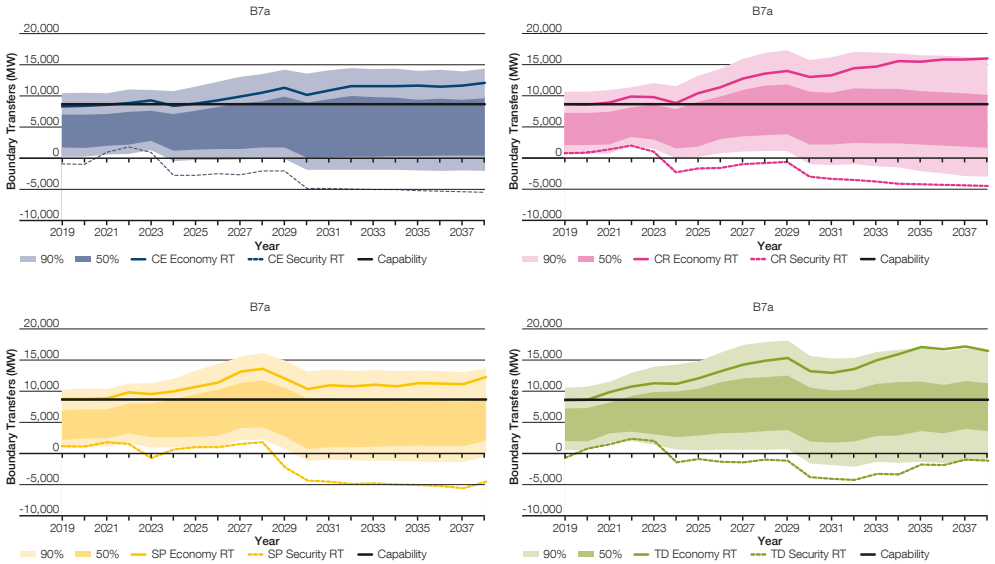 B7a
Boundary Transfers (MW)
20,000
15,000
10,000
5,000
0
-5,000
-10,000
2019 2021 2023 2025 2027 2029 2031 2033 2035 2037
Year
90% 50% CE Economy RT CE Security RT Capability
B7a
Boundary Transfers (MW)
20,000
15,000
10,000
5,000
0
-5,000
-10,000
2019 2021 2023 2025 2027 2029 2031 2033 2035 2037
Year
90% 50% CR Economy RT CR Security RT Capability
B7a
Boundary Transfers (MW)
20,000
15,000
10,000
5,000
0
-5,000
-10,000
2019 2021 2023 2025 2027 2029 2031 2033 2035 2037
Year
90% 50% SP Economy RT SP Security RT Capability
B7a
Boundary Transfers (MW)
20,000
15,000
10,000
5,000
0
-5,000
-10,000
2019 2021 2023 2025 2027 2029 2031 2033 2035 2037
Year
90% 50% TD Economy RT TD Security RT Capability